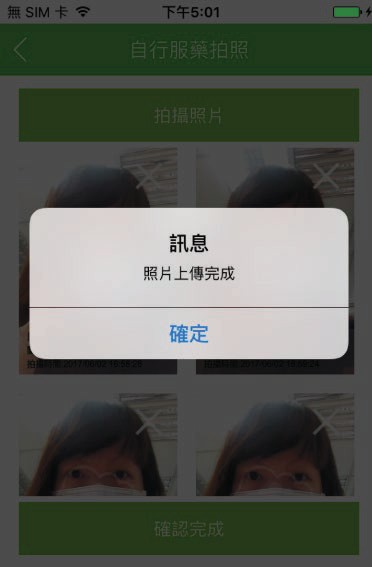 無 SIM 卡
下午5:01
自行服藥拍照
拍攝照片
訊息
照片上傳完成
確定
確認完成